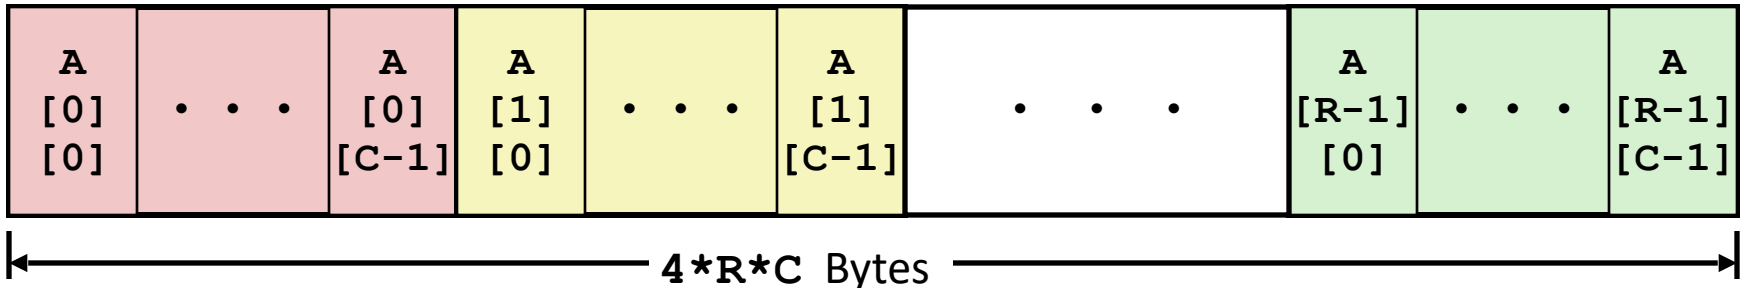 A [0] [0]
• • •
A [0] [C-1]
A [1] [0]
• • •
A [1] [C-1]
• • •
A [R-1] [0]
• • •
A [R-1] [C-1]
4*R*C Bytes